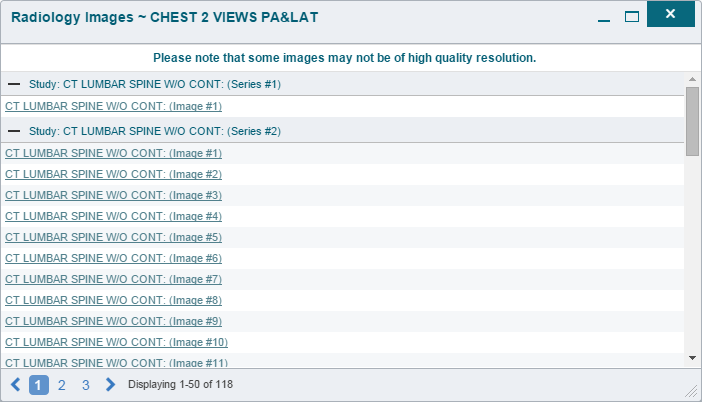 Radiology Images ~ CHEST 2 VIEWS PA&LAT
Please note that some images may not be of high quality resolution.
Study: CT LUMBAR SPINE W/O CONT: (Series #1)
CT LUMBAR SPINE W/O CONT: (Image #1)
Study: CT LUMBAR SPINE W/O CONT: (Series #2)
CT LUMBAR SPINE W/O CONT: (Image #1)
CT LUMBAR SPINE W/O CONT: (Image #2)
CT LUMBAR SPINE W/O CONT: (Image #3)
CT LUMBAR SPINE W/O CONT: (Image #4)
CT LUMBAR SPINE W/O CONT: (Image #5)
CT LUMBAR SPINE W/O CONT: (Image #6)
CT LUMBAR SPINE W/O CONT: (Image #7)
CT LUMBAR SPINE W/O CONT: (Image #8)
CT LUMBAR SPINE W/O CONT: (Image #9)
CT LUMBAR SPINE W/O CONT: (Image #10)
CT LUMBAR SPINE W/O CONT: (Image #11)
1 2 3 Displaying 1-50 of 118